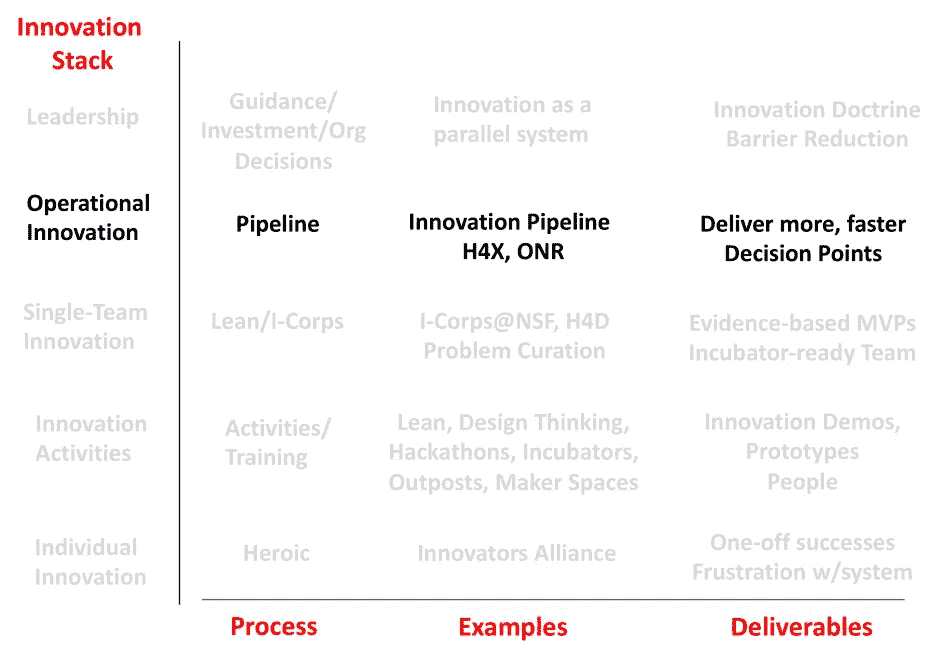 Innovation
Stack
Leadership
Guidance/
Investment/Org
Decisions
Innovation as a
parallel system
Innovation Doctrine
Barrier Reduction
Operational
Innovation
Pipeline
Innovation Pipeline
H4X, ONR
Deliver more, faster
Decision Points
Single-Team
Innovation
Lean/I-Corps
I-Corps@NSF, H4D
Problem Curation
Evidence-based MVPs
Incubator-ready Team
Innovation
Activities
Activities/
Training
Lean, Design Thinking,
Hackathons, Incubators,
Outposts, Maker Spaces
Innovation Demos,
Prototypes
People
Individual
Innovation
Heroic
Innovators Alliance
One-off successes
Frustration w/system
Process
Examples
Deliverables